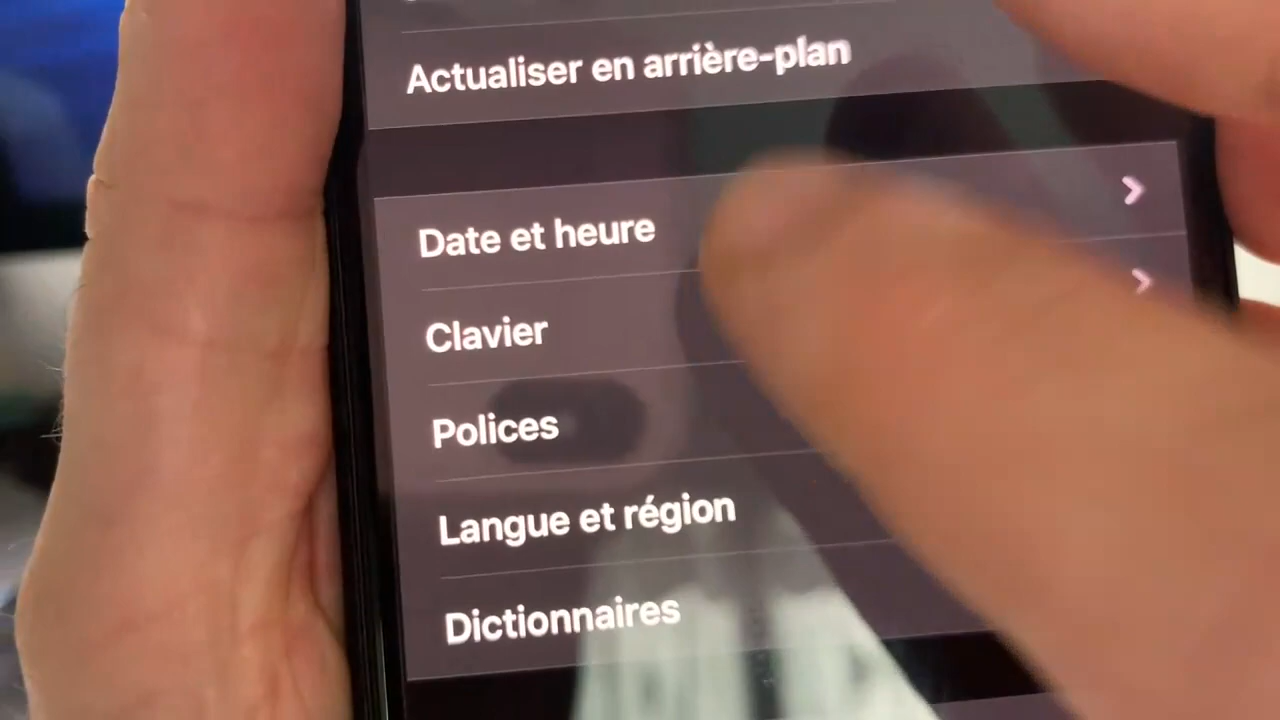 Actualiser en arrière-plan
Date et heure
Clavier
Polices
Langue et région
Dictionnaires